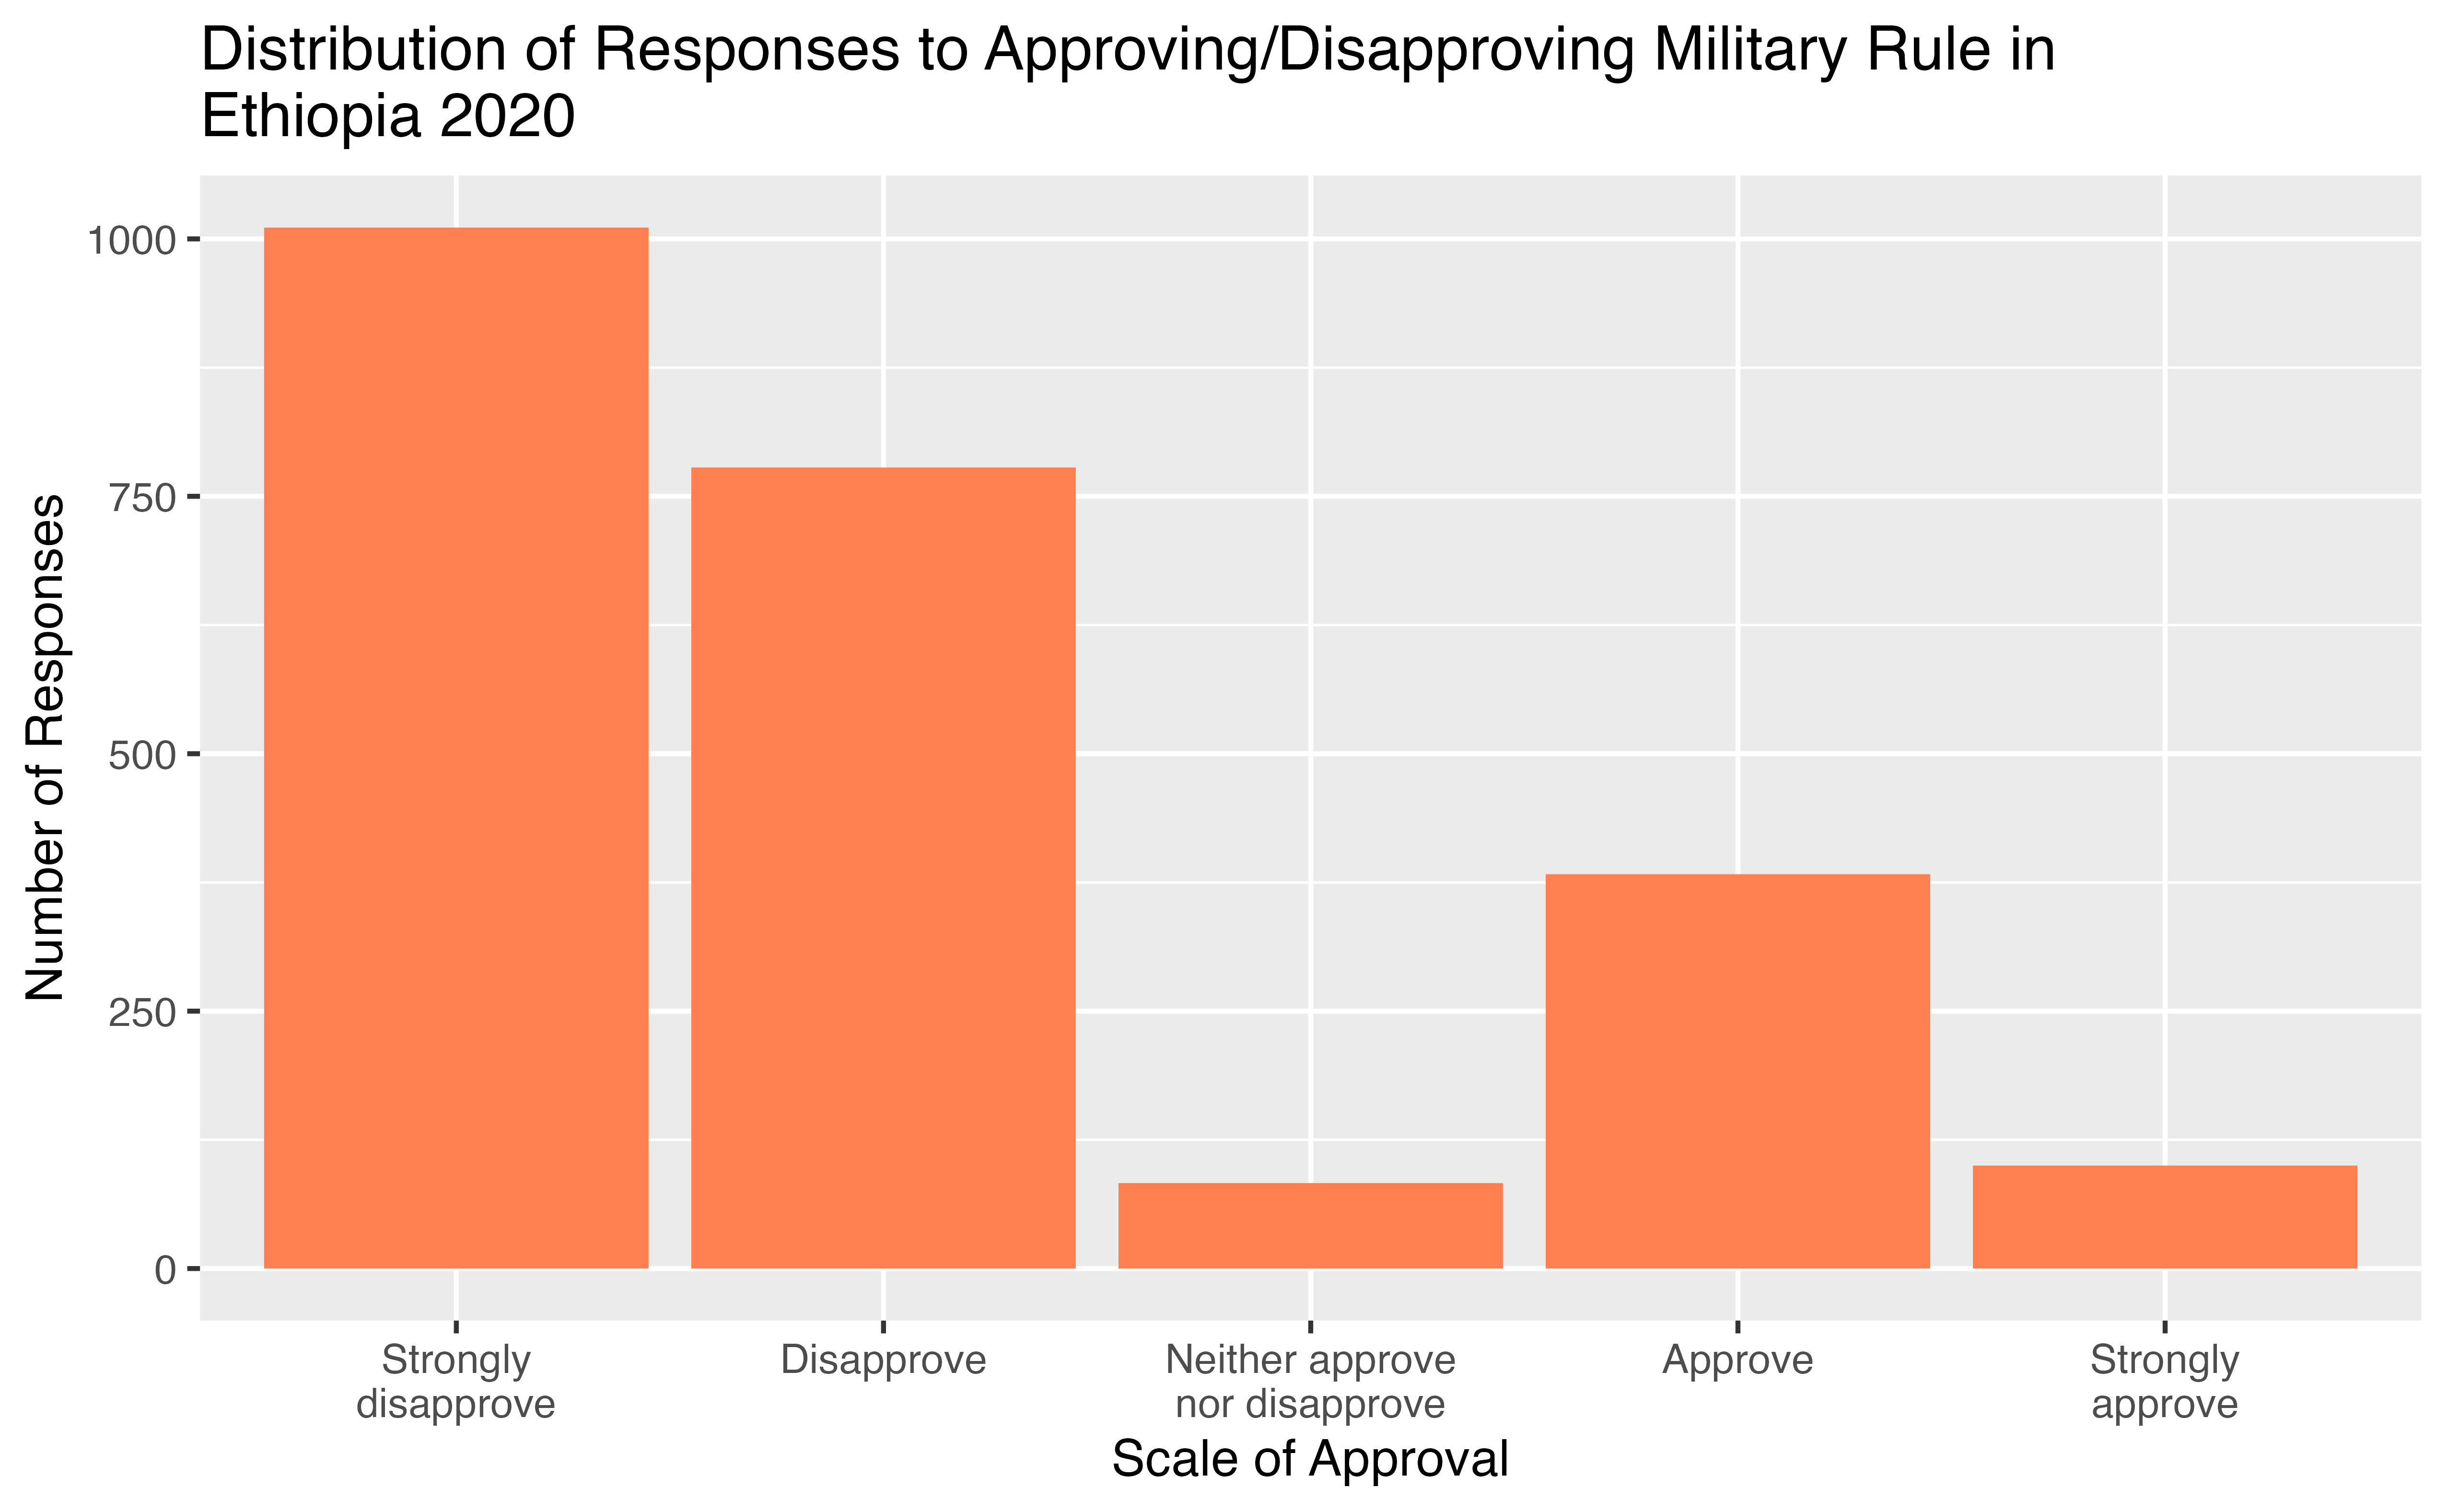 Distribution of Responses to Approving/Disapproving Military Rule in
Ethiopia 2020
Number of Responses
1000
750
500
250
0
Strongly
disapprove
Disapprove
Neither approve
nor disapprove
Approve
Strongly
approve
Scale of Approval